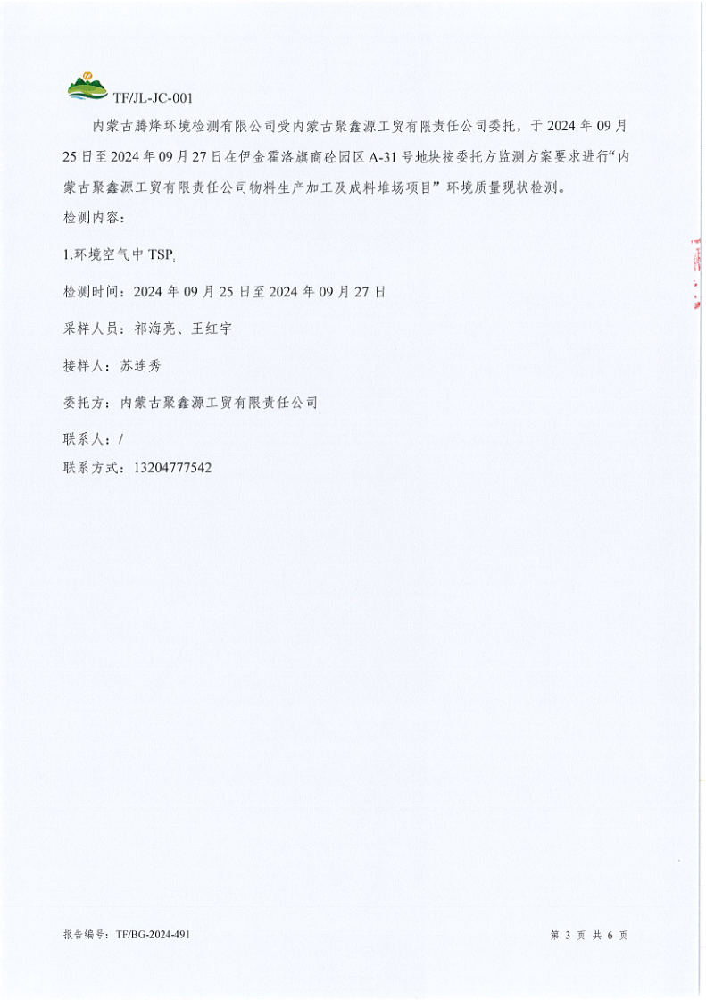 TF/JL-JC-001
内蒙古腾烽环境检测有限公司受内蒙古聚鑫源工贸有限责任公司委托，于 2024 年 09 月
25 日至 2024 年 09 月 27 日在伊金霍洛旗商砼园区 A-31 号地块按委托方监测方案要求进行“内
蒙古聚鑫源工贸有限责任公司物料生产加工及成料堆场项目”环境质量现状检测。
检测内容：
1.环境空气中 TSP;
检测时间：2024 年 09 月 25 日至 2024 年 09 月 27 日
采样人员：祁海亮、王红宇
接样人：苏连秀
委托方：内蒙古聚鑫源工贸有限责任公司
联系人：/
联系方式：13204777542
报告编号：TF/BG-2024-491 第 3 页 共 6 页